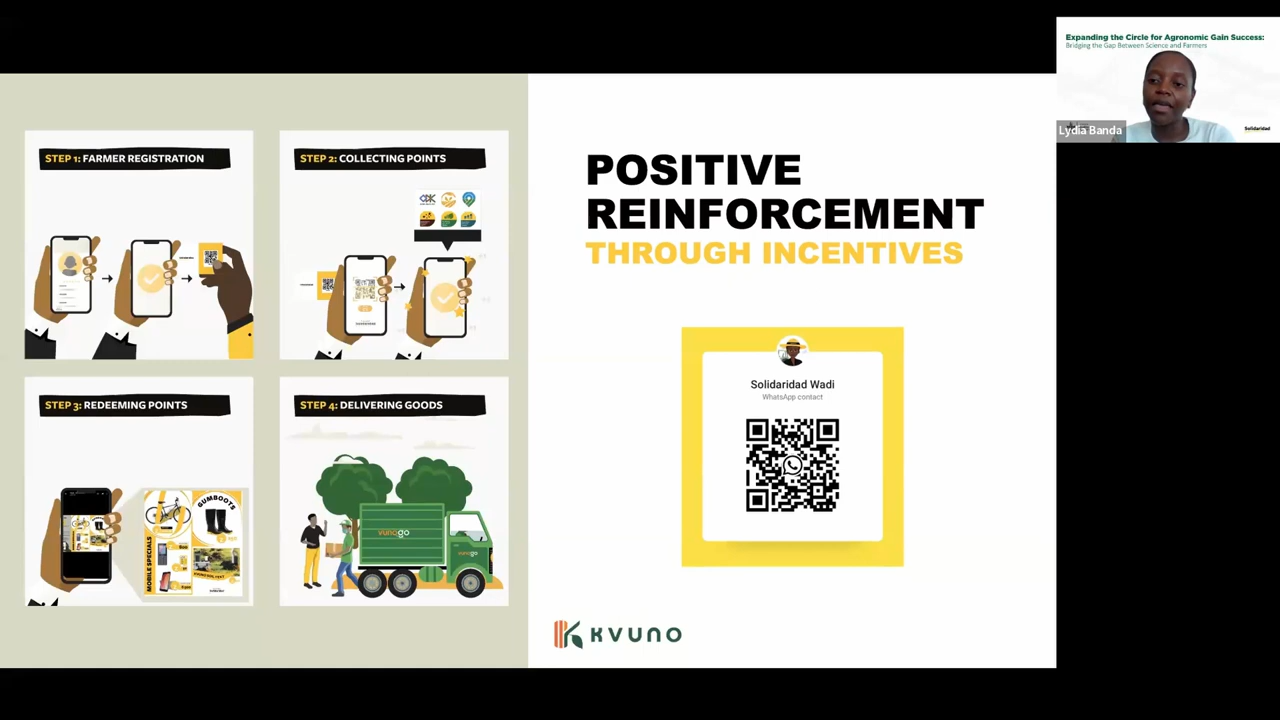 STEP 1: FARMER REGISTRATION
STEP 2: COLLECTING POINTS
STEP 3: REDEEMING POINTS
GUMBOOTS
MOBILE SPECIALS
STEP 4: DELIVERING GOODS
vunogo
vunogo
POSITIVE
REINFORCEMENT
THROUGH INCENTIVES
Solidaridad Wadi
WhatsApp contact
KVUNO
Expanding the Circle for Agronomic Gain Success:
Bridging the Gap Between Science and Farmers
Solidaridad
Lydia Banda